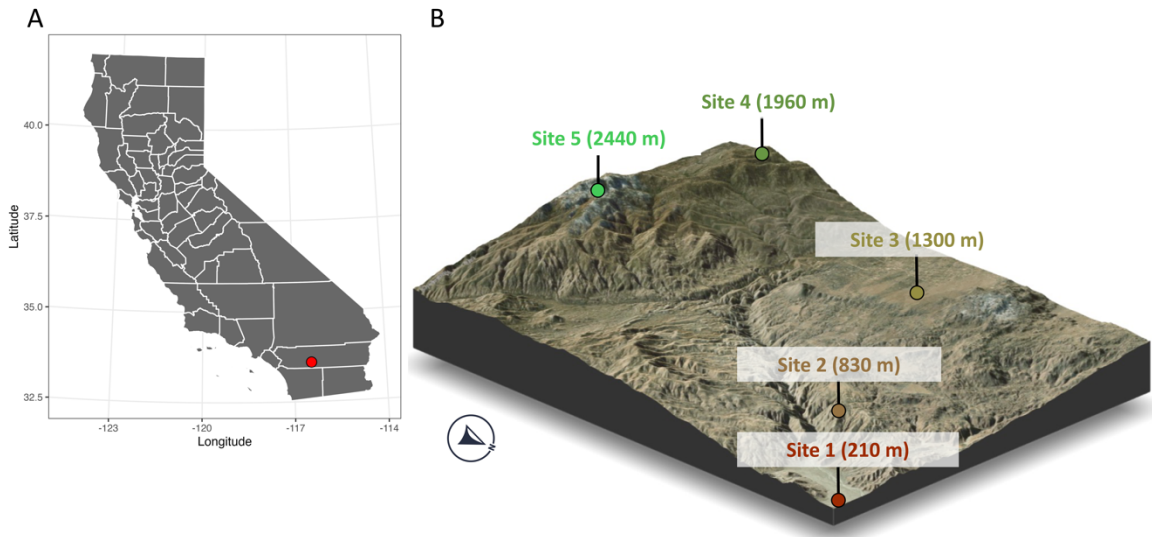 A
B
Site 4 (1960 m)
Site 5 (2440 m)
40.0
37.5
Latitude
Site 3 (1300 m)
35.0
Site 2 (830 m)
32.5
Site 1 (210 m)
-123
-120
-116
-114
Longitude
N